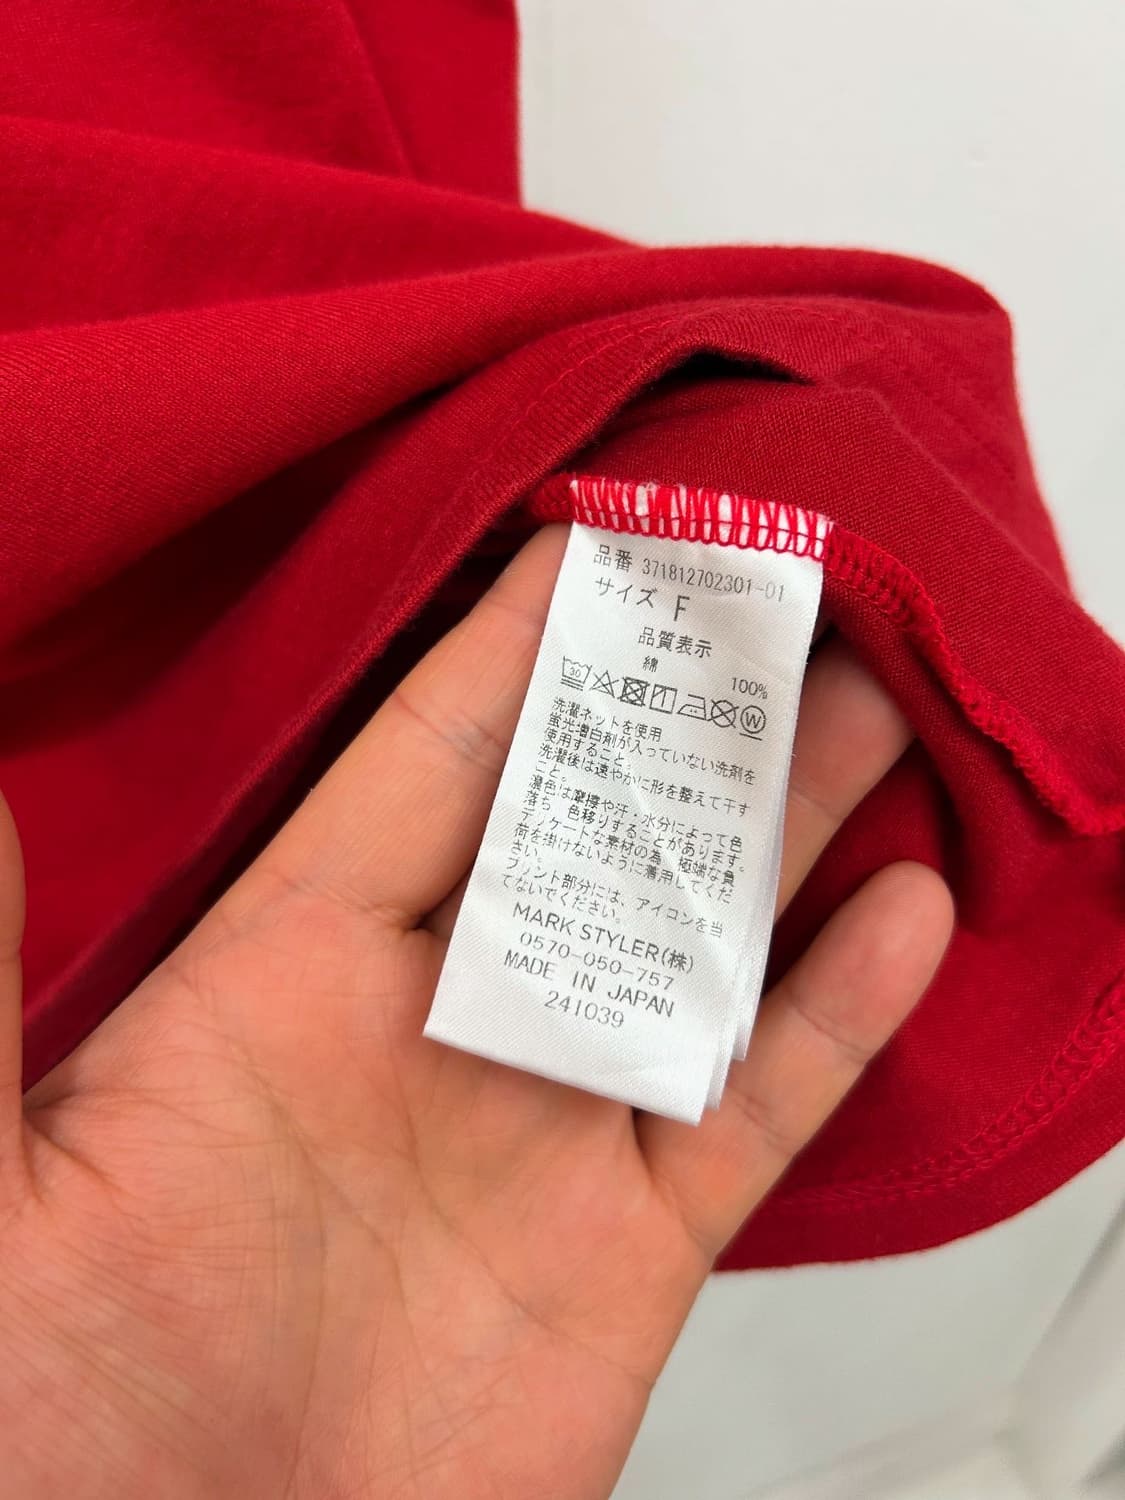 品番 371812702301-01
サイズ F
品質表示
綿 100%
30 W
洗濯ネットを使用
蛍光増白剤が入っていない洗剤を
使用すること。
洗濯後は速やかに形を整えて干す
こと。
濃色は摩擦や汗・水分によって色
落ち 色移りすることがあります。
デリケートな素材の為 極端な負
荷を掛けないように着用してくだ
さい。
プリント部分には、アイロンを当
てないでください。
MARK STYLER(株)
0570-050-757
MADE IN JAPAN
241039